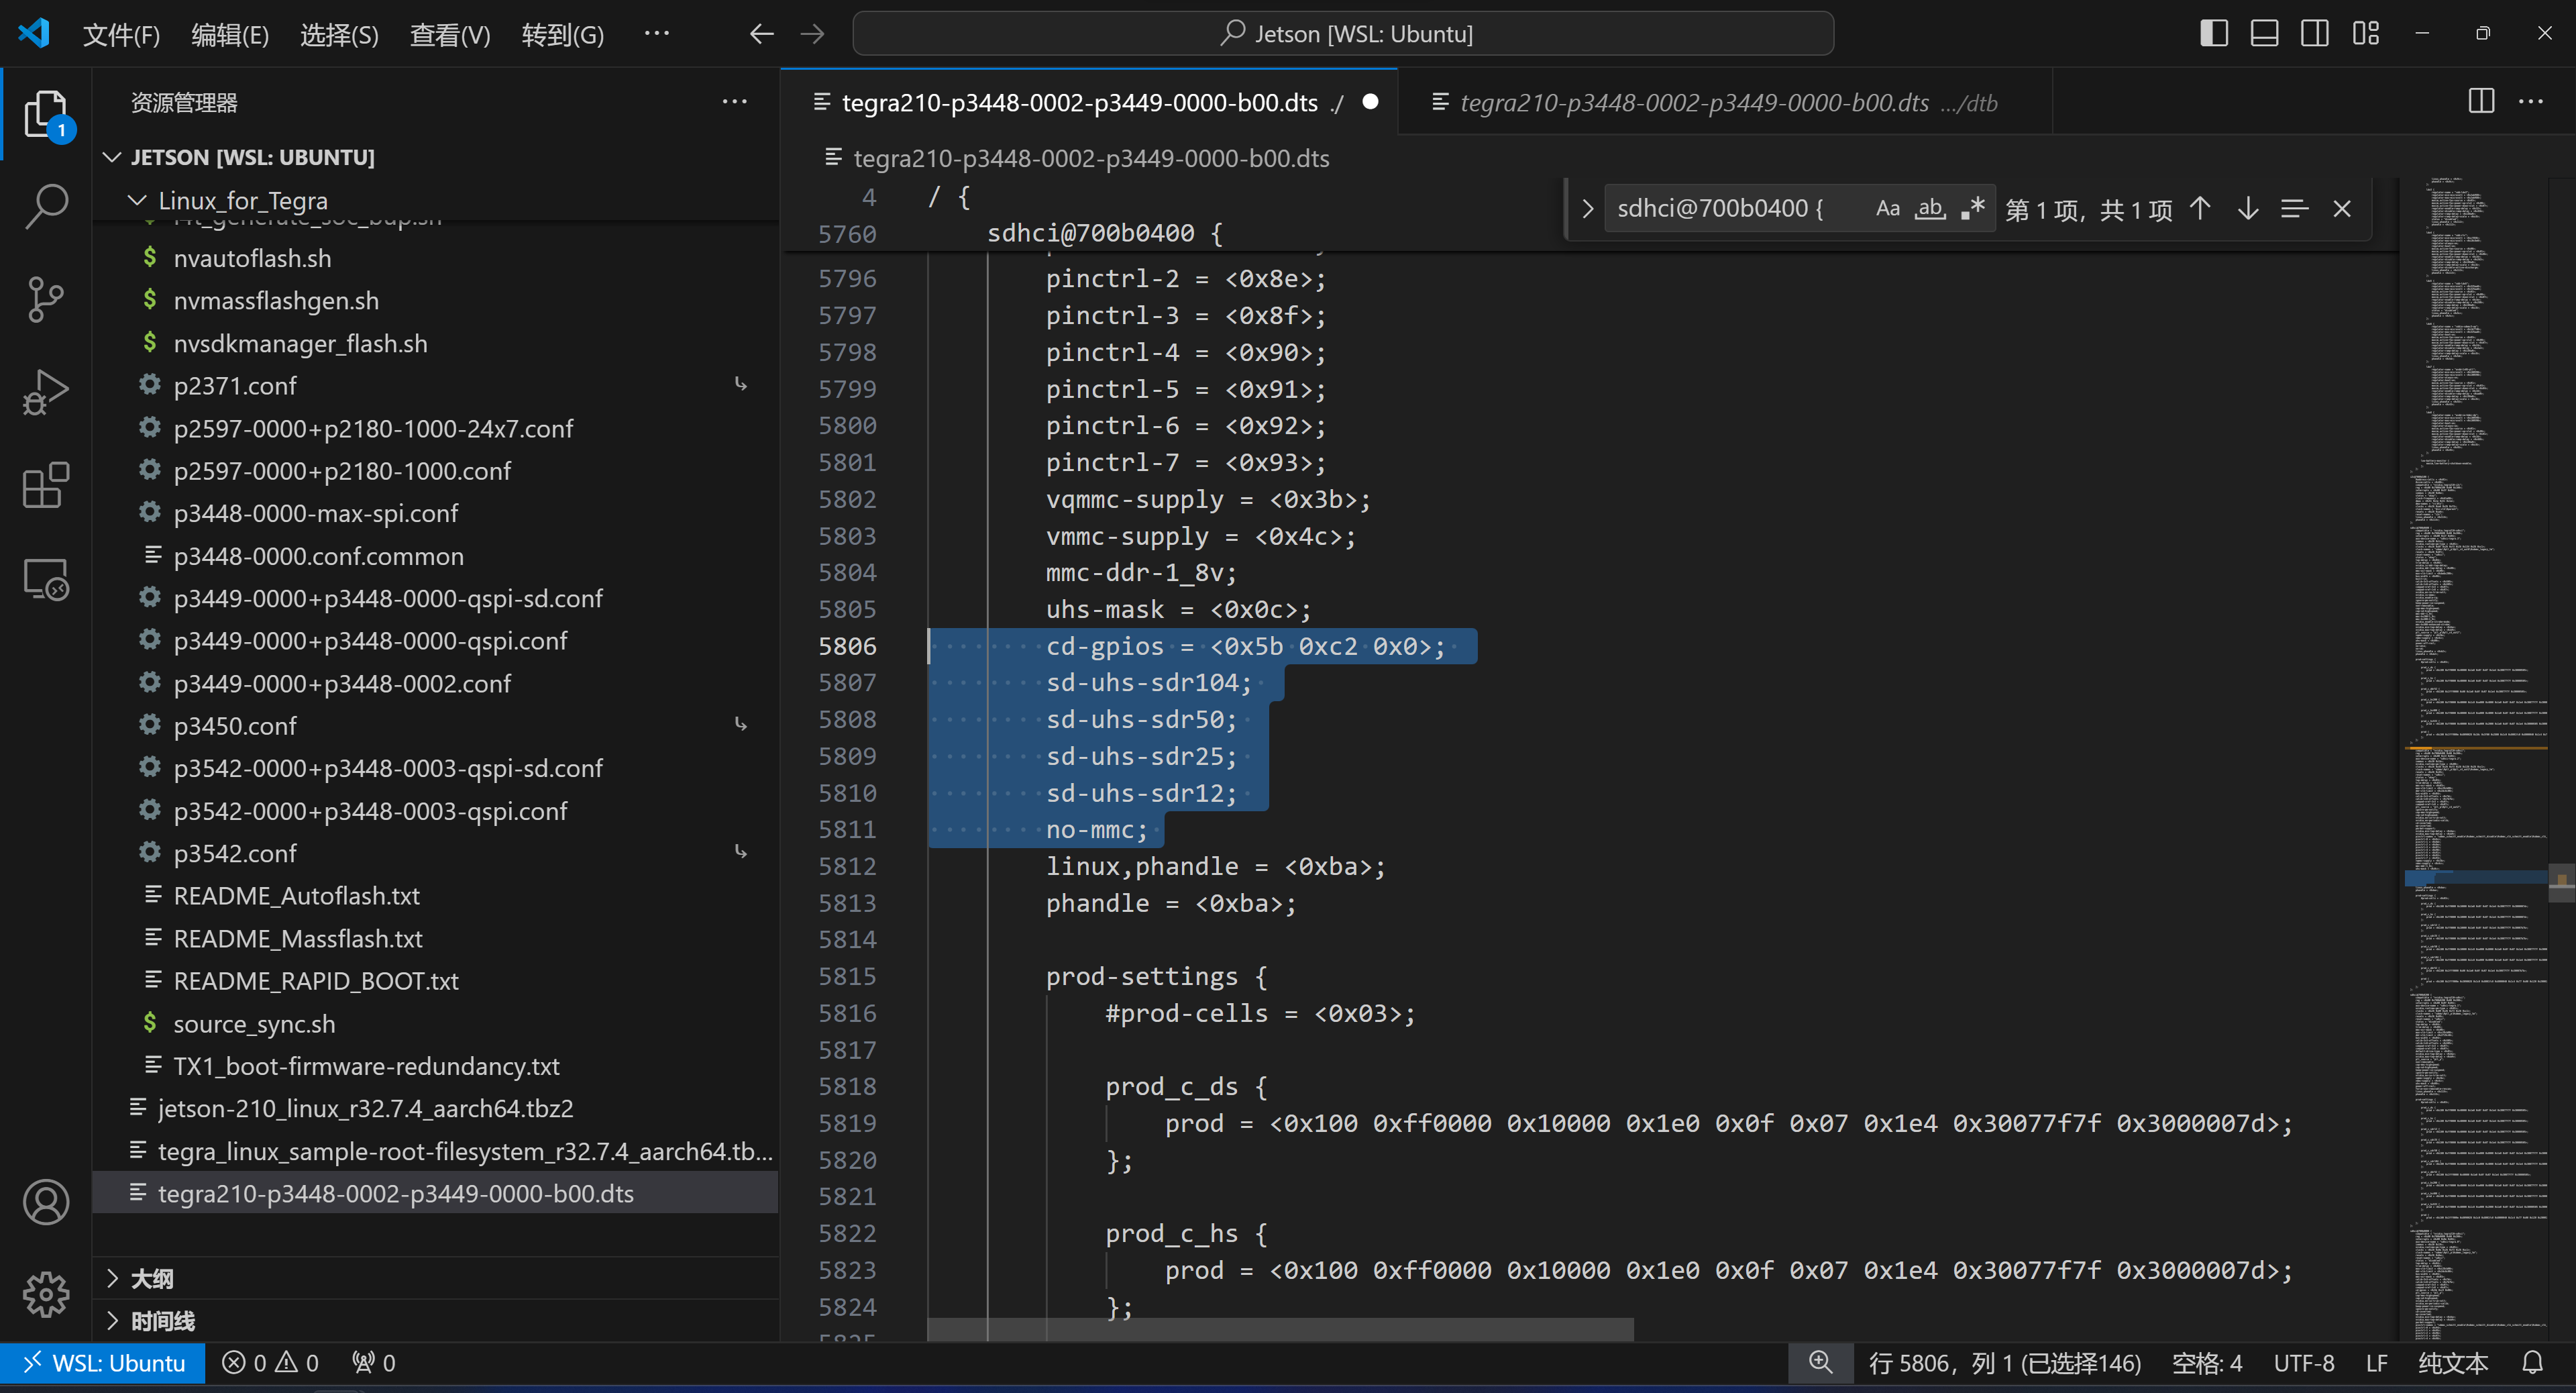 文件(F) 编辑(E) 选择(S) 查看(V) 转到(G) ··· Jetson [WSL: Ubuntu]
资源管理器 ···
1
JETSON [WSL: UBUNTU]
Linux_for_Tegra
l4t_generate_soc_bup.sh
nvautoflash.sh
nvmassflashgen.sh
nvsdkmanager_flash.sh
p2371.conf
p2597-0000+p2180-1000-24x7.conf
p2597-0000+p2180-1000.conf
p3448-0000-max-spi.conf
p3448-0000.conf.common
p3449-0000+p3448-0000-qspi-sd.conf
p3449-0000+p3448-0000-qspi.conf
p3449-0000+p3448-0002.conf
p3450.conf
p3542-0000+p3448-0003-qspi-sd.conf
p3542-0000+p3448-0003-qspi.conf
p3542.conf
README_Autoflash.txt
README_Massflash.txt
README_RAPID_BOOT.txt
source_sync.sh
TX1_boot-firmware-redundancy.txt
jetson-210_linux_r32.7.4_aarch64.tbz2
tegra_linux_sample-root-filesystem_r32.7.4_aarch64.tb...
tegra210-p3448-0002-p3449-0000-b00.dts
大纲
时间线
tegra210-p3448-0002-p3449-0000-b00.dts ./
tegra210-p3448-0002-p3449-0000-b00.dts .../dtb
tegra210-p3448-0002-p3449-0000-b00.dts
sdhci@700b0400 { Aa ab .* 第 1 项, 共 1 项
4 / {
5760 sdhci@700b0400 {
5796 pinctrl-2 = <0x8e>;
5797 pinctrl-3 = <0x8f>;
5798 pinctrl-4 = <0x90>;
5799 pinctrl-5 = <0x91>;
5800 pinctrl-6 = <0x92>;
5801 pinctrl-7 = <0x93>;
5802 vqmmc-supply = <0x3b>;
5803 vmmc-supply = <0x4c>;
5804 mmc-ddr-1_8v;
5805 uhs-mask = <0x0c>;
5806 cd-gpios = <0x5b 0xc2 0x0>;
5807 sd-uhs-sdr104;
5808 sd-uhs-sdr50;
5809 sd-uhs-sdr25;
5810 sd-uhs-sdr12;
5811 no-mmc;
5812 linux,phandle = <0xba>;
5813 phandle = <0xba>;
5814
5815 prod-settings {
5816 #prod-cells = <0x03>;
5817
5818 prod_c_ds {
5819 prod = <0x100 0xff0000 0x10000 0x1e0 0x0f 0x07 0x1e4 0x30077f7f 0x3000007d>;
5820 };
5821
5822 prod_c_hs {
5823 prod = <0x100 0xff0000 0x10000 0x1e0 0x0f 0x07 0x1e4 0x30077f7f 0x3000007d>;
5824 };
5825
WSL: Ubuntu 0 0 0 行 5806, 列 1 (已选择146) 空格: 4 UTF-8 LF 纯文本